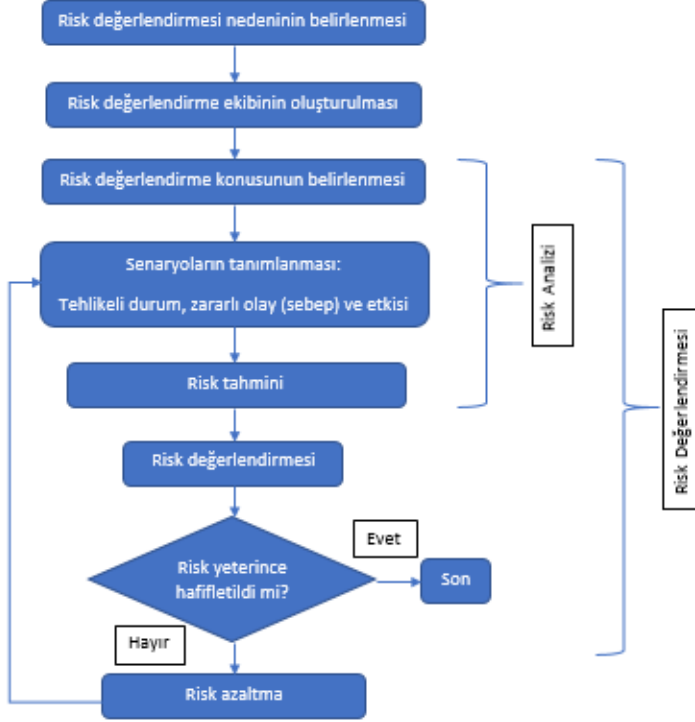 Risk değerlendirmesi nedeninin belirlenmesi
Risk değerlendirme ekibinin oluşturulması
Risk değerlendirme konusunun belirlenmesi
Senaryoların tanımlanması:
Tehlikeli durum, zararlı olay (sebep) ve etkisi
Risk Analizi
Risk tahmini
Risk Değerlendirmesi
Risk değerlendirmesi
Risk yeterince
hafifletildi mi?
Evet
Son
Hayır
Risk azaltma